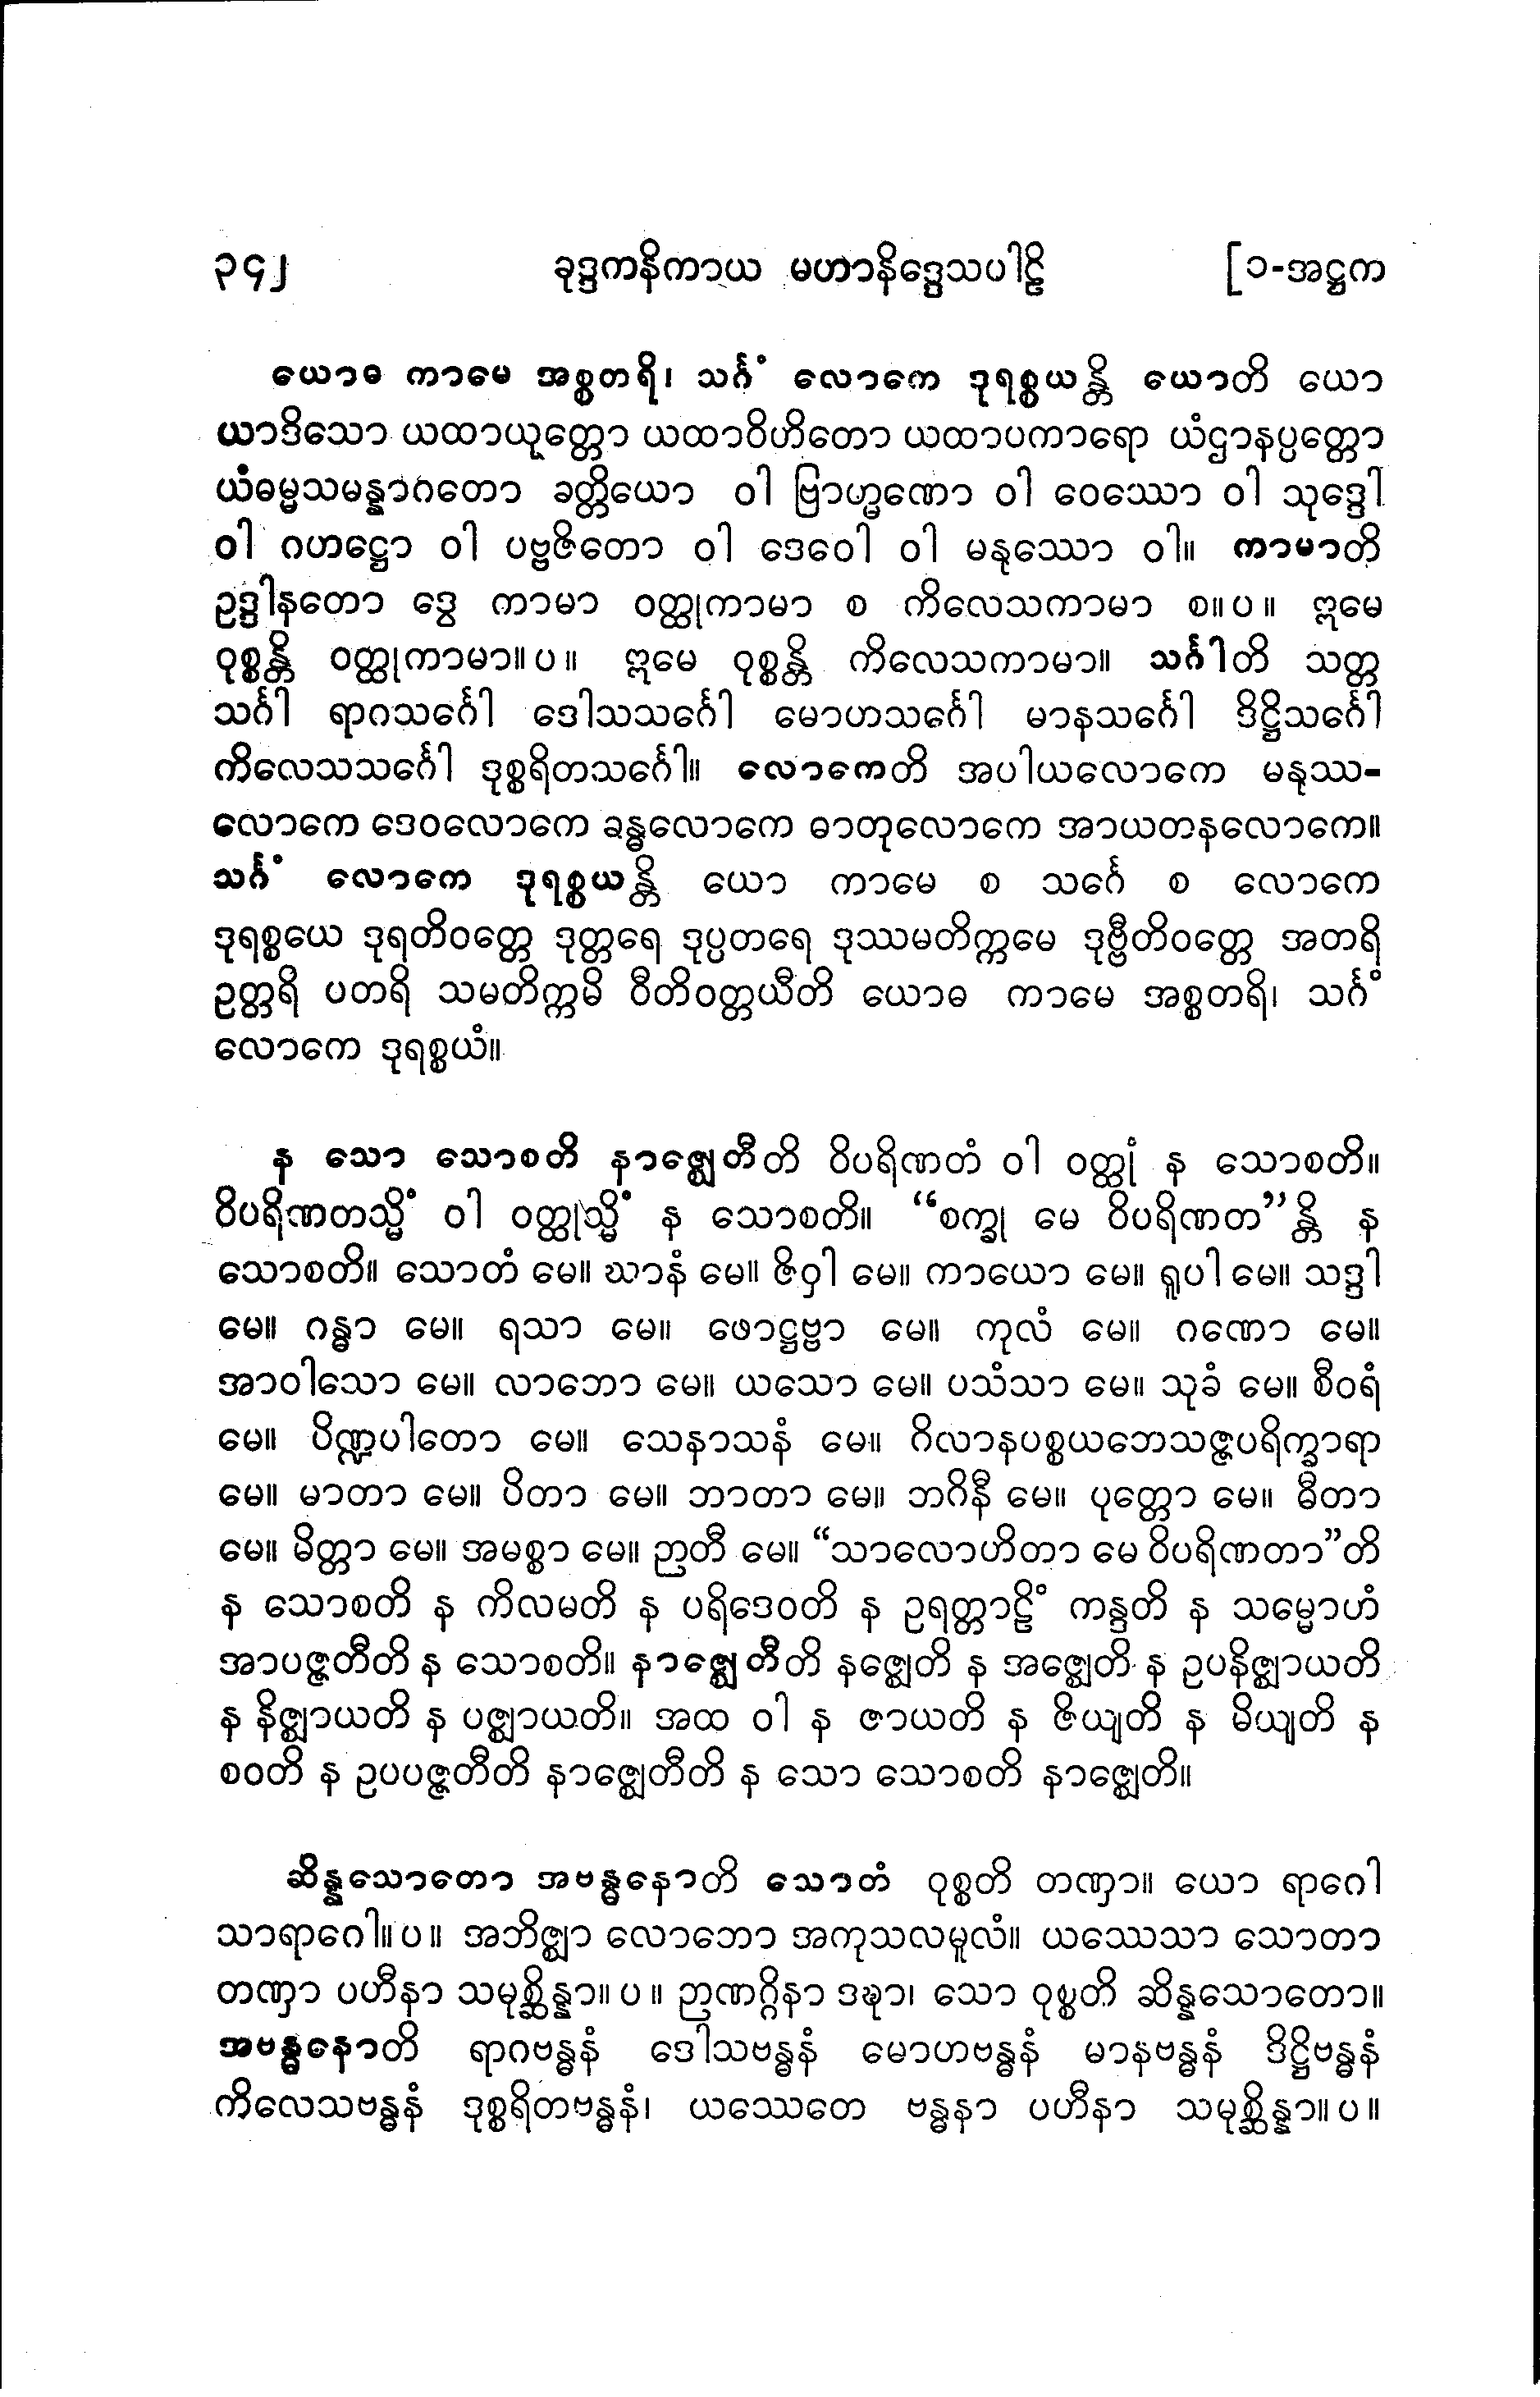 ၃၄၂ ခုဒ္ဒကနိကာယ မဟာနိဒ္ဒေသပါဠိ [၁-အဋ္ဌက
ယောဓ ကာမေ အစ္စတရိ၊ သင်္ဂံ လောကေ ဒုရစ္စယန္တိ ယောတိ ယော
ယာဒိသော ယထာယုတ္တော ယထာဝိဟိတော ယထာပကာရော ယံဌာနပ္ပတ္တော
ယံဓမ္မသမန္နာဂတော ခတ္တိယော ဝါ ဗြာဟ္မဏော ဝါ ဝေဿော ဝါ သုဒ္ဒေါ
ဝါ ဂဟဋ္ဌော ဝါ ပဗ္ဗဇိတော ဝါ ဒေဝေါ ဝါ မနုဿော ဝါ။ ကာမာတိ
ဥဒ္ဒါနတော ဒွေ ကာမာ ဝတ္ထုကာမာ စ ကိလေသကာမာ စ။ပ။ ဣမေ
ဝုစ္စန္တိ ဝတ္ထုကာမာ။ပ။ ဣမေ ဝုစ္စန္တိ ကိလေသကာမာ။ သင်္ဂါတိ သတ္တ
သင်္ဂါ ရာဂသင်္ဂေါ ဒေါသသင်္ဂေါ မောဟသင်္ဂေါ မာနသင်္ဂေါ ဒိဋ္ဌိသင်္ဂေါ
ကိလေသသင်္ဂေါ ဒုစ္စရိတသင်္ဂေါ။ လောကေတိ အပါယလောကေ မနုဿ-
လောကေ ဒေဝလောကေ ခန္ဓလောကေ ဓာတုလောကေ အာယတနလောကေ။
သင်္ဂံ လောကေ ဒုရစ္စယန္တိ ယော ကာမေ စ သင်္ဂေ စ လောကေ
ဒုရစ္စယေ ဒုရတိဝတ္တေ ဒုတ္တရေ ဒုပ္ပတရေ ဒုဿမတိက္ကမေ ဒုဗ္ဗီတိဝတ္တေ အတရိ
ဥတ္တရိ ပတရိ သမတိက္ကမိ ဝီတိဝတ္တယီတိ ယောဓ ကာမေ အစ္စတရိ၊ သင်္ဂံ
လောကေ ဒုရစ္စယံ။
န သော သောစတိ နာဇ္ဈေတီတိ ဝိပရိဏတံ ဝါ ဝတ္ထုံ န သောစတိ။
ဝိပရိဏတသ္မိံ ဝါ ဝတ္ထုသ္မိံ န သောစတိ။ “စက္ခု မေ ဝိပရိဏတ”န္တိ န
သောစတိ။ သောတံ မေ။ ဃာနံ မေ။ ဇိဝှါ မေ။ ကာယော မေ။ ရူပါ မေ။ သဒ္ဒါ
မေ။ ဂန္ဓာ မေ။ ရသာ မေ။ ဖောဋ္ဌဗ္ဗာ မေ။ ကုလံ မေ။ ဂဏော မေ။
အာဝါသော မေ။ လာဘော မေ။ ယသော မေ။ ပသံသာ မေ။ သုခံ မေ။ စီဝရံ
မေ။ ပိဏ္ဍပါတော မေ။ သေနာသနံ မေ။ ဂိလာနပစ္စယဘေသဇ္ဇပရိက္ခာရာ
မေ။ မာတာ မေ။ ပိတာ မေ။ ဘာတာ မေ။ ဘဂိနီ မေ။ ပုတ္တော မေ။ ဓီတာ
မေ။ မိတ္တာ မေ။ အမစ္စာ မေ။ ဉာတီ မေ။ “သာလောဟိတာ မေ ဝိပရိဏတာ”တိ
န သောစတိ န ကိလမတိ န ပရိဒေဝတိ န ဥရတ္တာဠိံ ကန္ဒတိ န သမ္မောဟံ
အာပဇ္ဇတီတိ န သောစတိ။ နာဇ္ဈေတီတိ နဇ္ဈေတိ န အဇ္ဈေတိ န ဥပနိဇ္ဈာယတိ
န နိဇ္ဈာယတိ န ပဇ္ဈာယတိ။ အထ ဝါ န ဇာယတိ န ဇိယျတိ န မိယျတိ န
စဝတိ န ဥပပဇ္ဇတီတိ နာဇ္ဈေတီတိ န သော သောစတိ နာဇ္ဈေတိ။
ဆိန္နသောတော အဗန္ဓနောတိ သောတံ ဝုစ္စတိ တဏှာ။ ယော ရာဂေါ
သာရာဂေါ။ပ။ အဘိဇ္ဈာ လောဘော အကုသလမူလံ။ ယဿေသာ သောတာ
တဏှာ ပဟီနာ သမုစ္ဆိန္နာ။ပ။ ဉာဏဂ္ဂိနာ ဒဍ္ဎာ၊ သော ဝုစ္စတိ ဆိန္နသောတော။
အဗန္ဓနောတိ ရာဂဗန္ဓနံ ဒေါသဗန္ဓနံ မောဟဗန္ဓနံ မာနဗန္ဓနံ ဒိဋ္ဌိဗန္ဓနံ
ကိလေသဗန္ဓနံ ဒုစ္စရိတဗန္ဓနံ၊ ယဿေတေ ဗန္ဓနာ ပဟီနာ သမုစ္ဆိန္နာ။ပ။